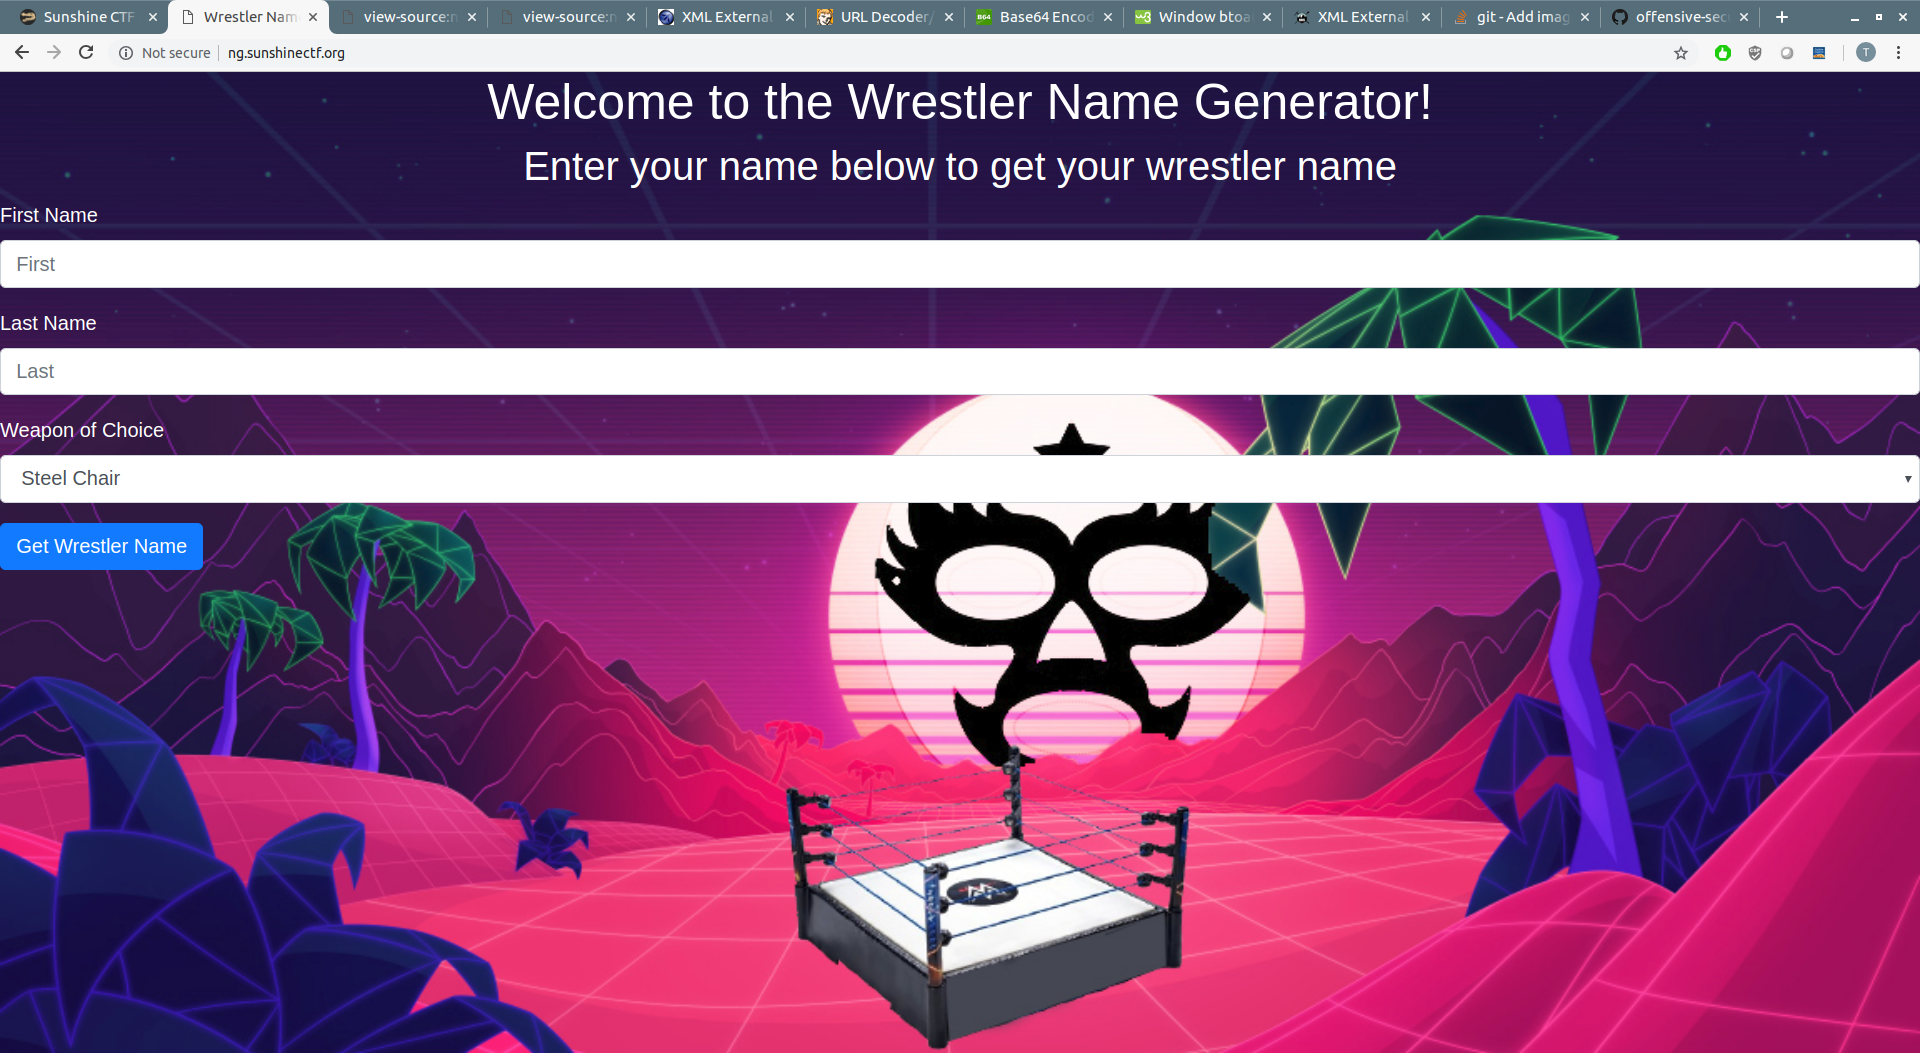 Sunshine CTF
Wrestler Nam
view-source:n
view-source:n
XML External
URL Decoder/
Base64 Encod
Window btoa
XML External
git - Add imag
offensive-sec
Not secure
ng.sunshinectf.org
T
Welcome to the Wrestler Name Generator!
Enter your name below to get your wrestler name
First Name
First
Last Name
Last
Weapon of Choice
Steel Chair
Get Wrestler Name